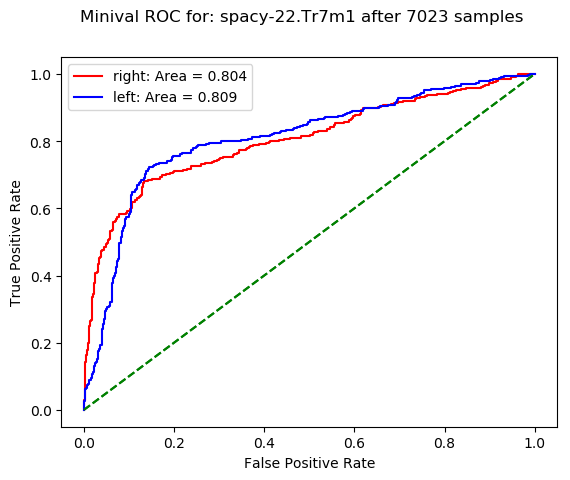 Minival ROC for: spacy-22.Tr7m1 after 7023 samples
right: Area = 0.804
left: Area = 0.809
True Positive Rate
1.0
0.8
0.6
0.4
0.2
0.0
0.0 0.2 0.4 0.6 0.8 1.0
False Positive Rate